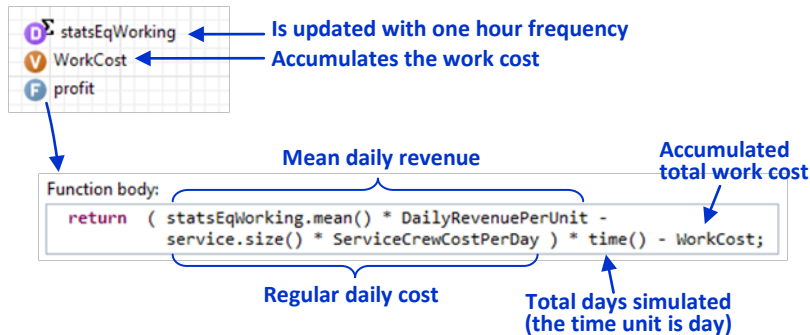 D Σ statsEqWorking
Is updated with one hour frequency
V WorkCost
Accumulates the work cost
F profit
Mean daily revenue
Accumulated
total work cost
Function body:
return ( statsEqWorking.mean() * DailyRevenuePerUnit -
service.size() * ServiceCrewCostPerDay ) * time() - WorkCost;
Regular daily cost
Total days simulated
(the time unit is day)